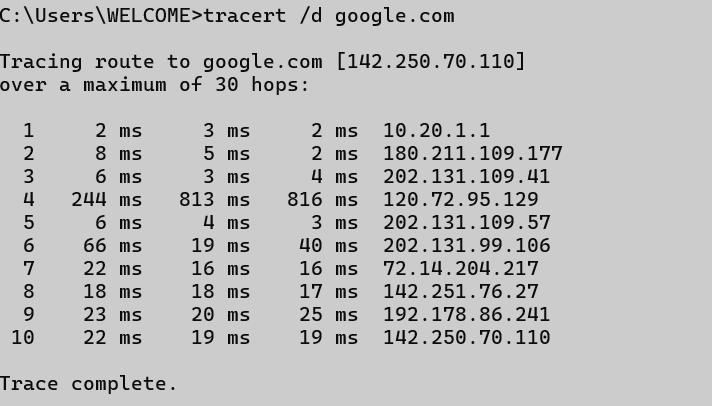 C:\Users\WELCOME>tracert /d google.com
Tracing route to google.com [142.250.70.110]
over a maximum of 30 hops:
1 2 ms 3 ms 2 ms 10.20.1.1
2 8 ms 5 ms 2 ms 180.211.109.177
3 6 ms 3 ms 4 ms 202.131.109.41
4 244 ms 813 ms 816 ms 120.72.95.129
5 6 ms 4 ms 3 ms 202.131.109.57
6 66 ms 19 ms 40 ms 202.131.99.106
7 22 ms 16 ms 16 ms 72.14.204.217
8 18 ms 18 ms 17 ms 142.251.76.27
9 23 ms 20 ms 25 ms 192.178.86.241
10 22 ms 19 ms 19 ms 142.250.70.110
Trace complete.